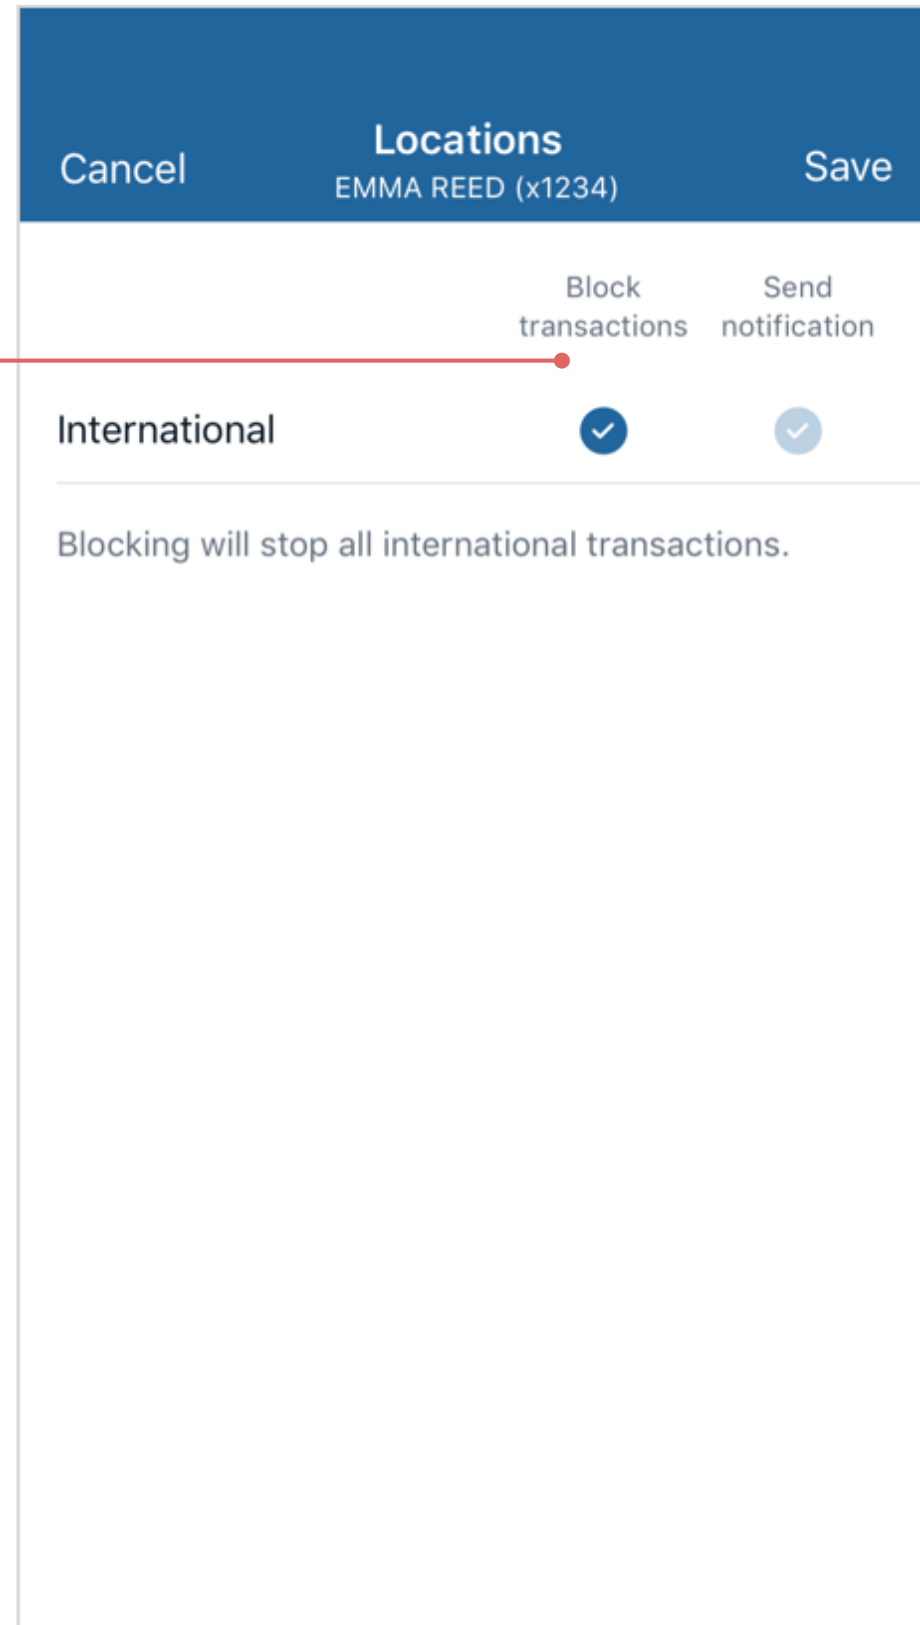 Cancel
Locations
EMMA REED (x1234)
Save
Block
transactions
Send
notification
International
Blocking will stop all international transactions.